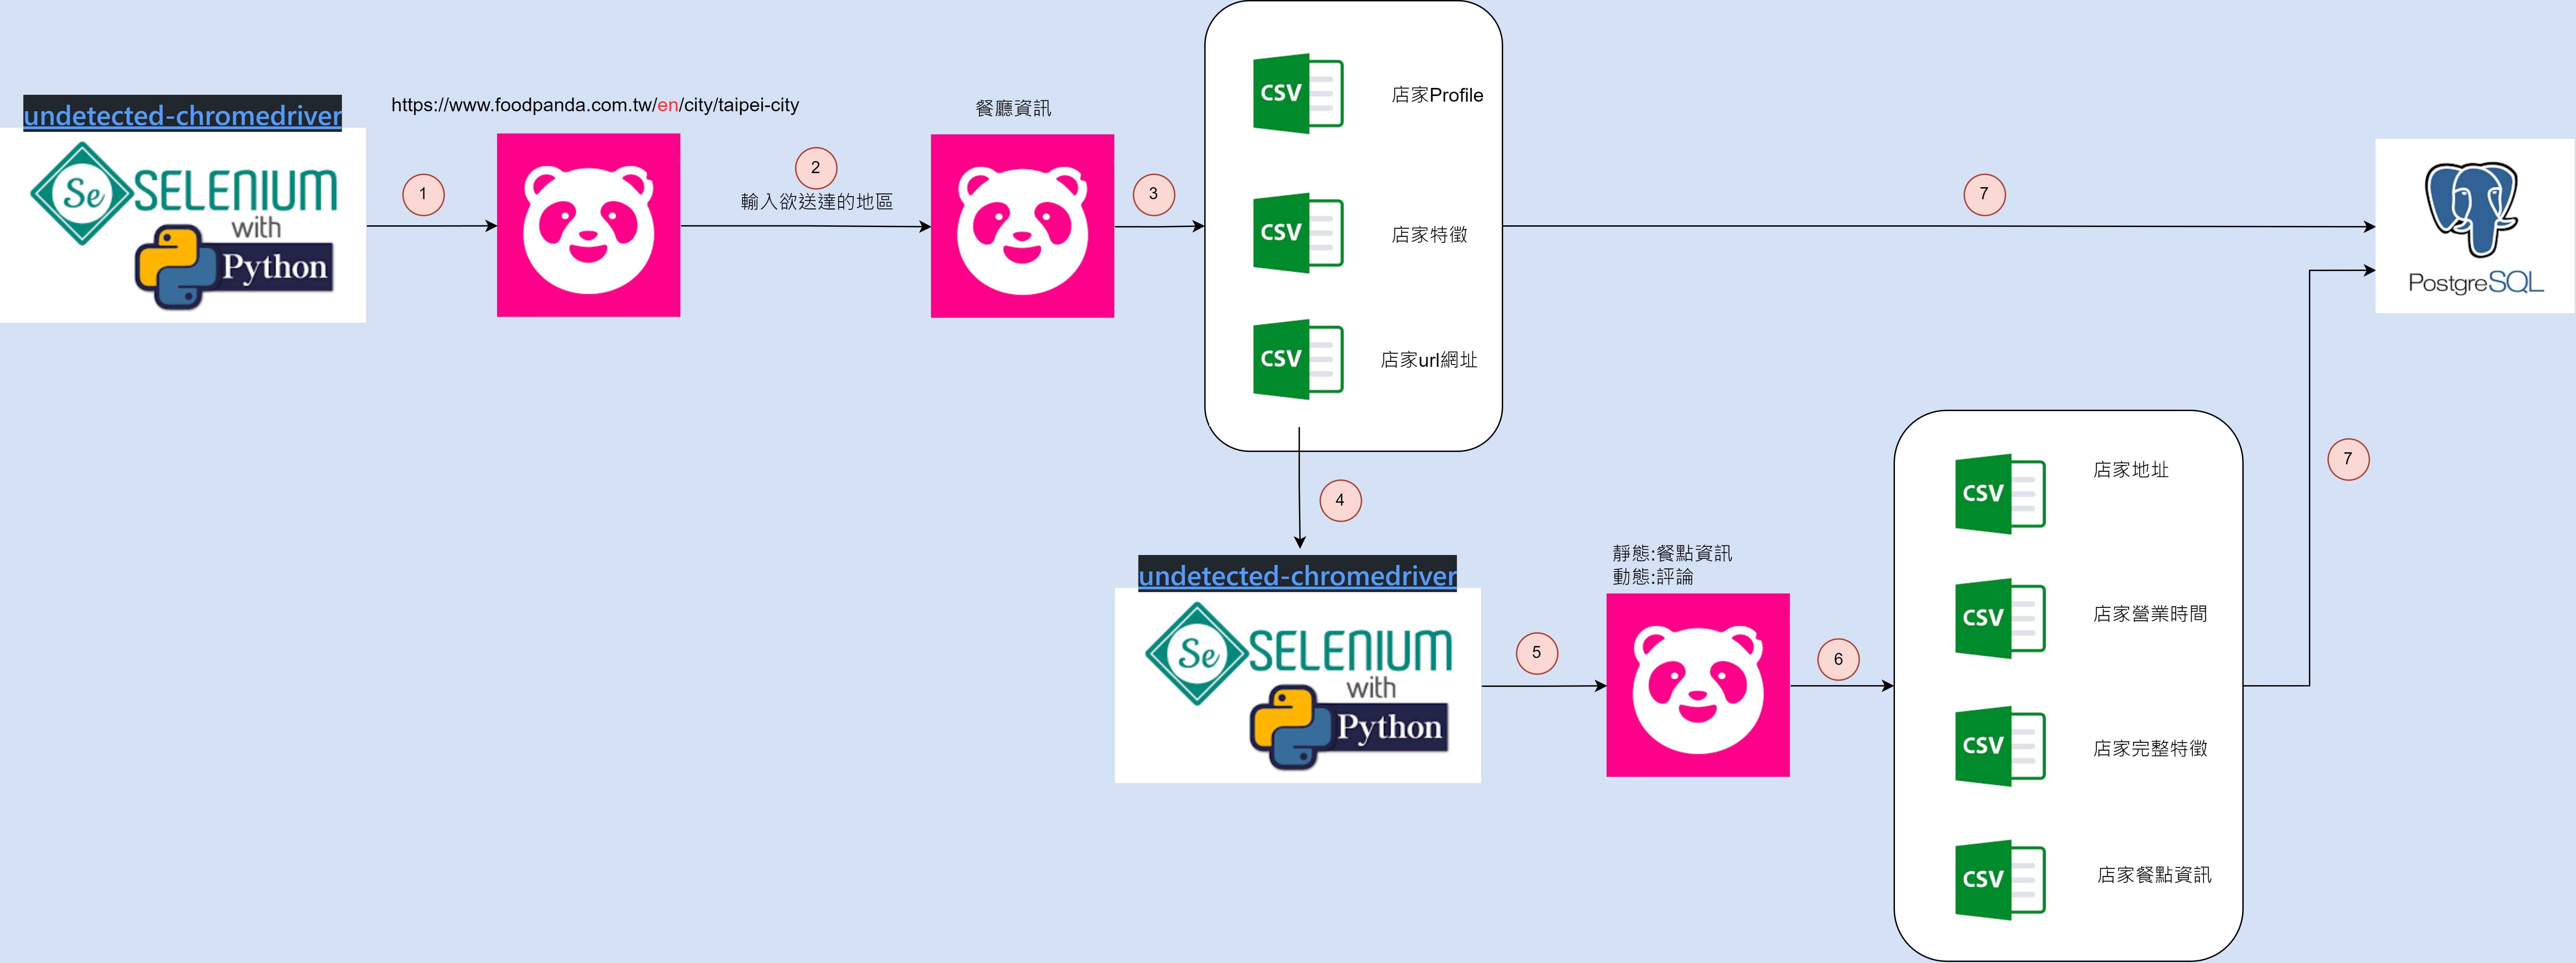 undetected-chromedriver
Se SELENIUM
with
Python
1
https://www.foodpanda.com.tw/en/city/taipei-city
2
輸入欲送達的地區
餐廳資訊
3
CSV 店家Profile
CSV 店家特徵
CSV 店家url網址
7
PostgreSQL
4
undetected-chromedriver
Se SELENIUM
with
Python
5
靜態:餐點資訊
動態:評論
6
CSV 店家地址
CSV 店家營業時間
CSV 店家完整特徵
CSV 店家餐點資訊
7